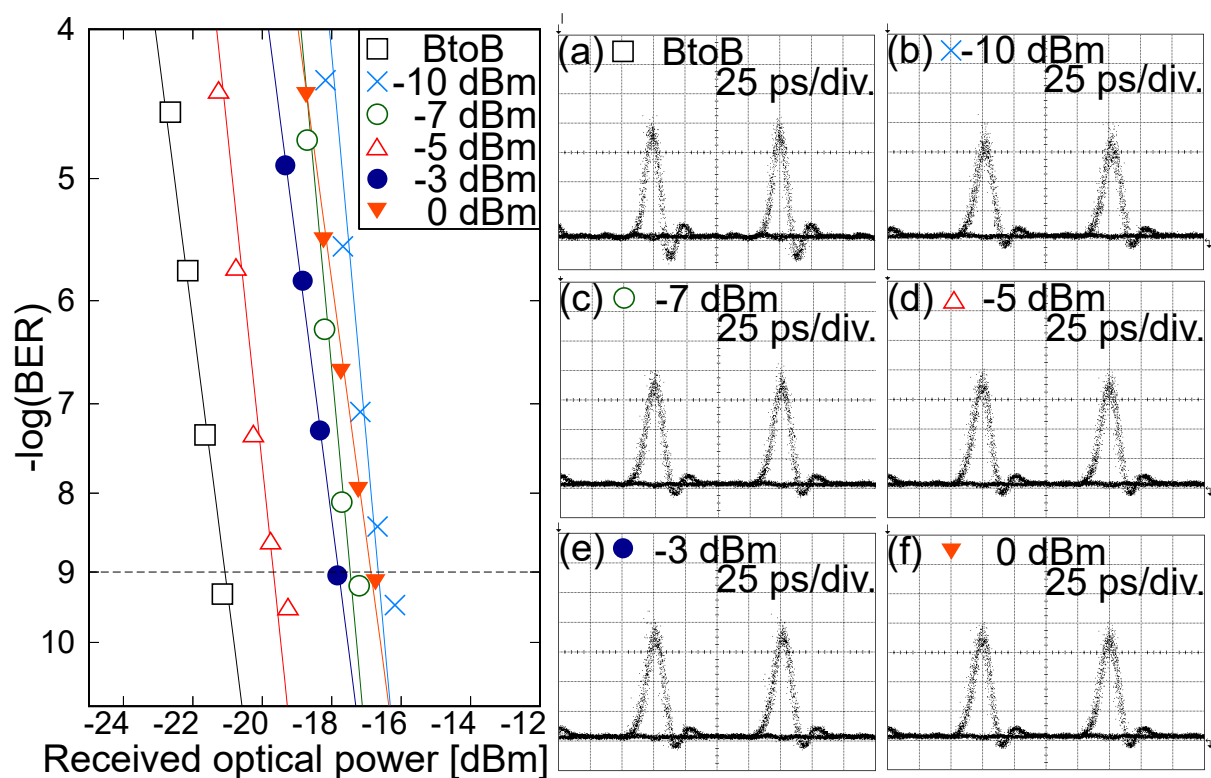 4
5
6
7
8
9
10
-log(BER)
-24 -22 -20 -18 -16 -14 -12
Received optical power [dBm]
BtoB
-10 dBm
-7 dBm
-5 dBm
-3 dBm
0 dBm
(a) BtoB
25 ps/div.
(b) -10 dBm
25 ps/div.
(c) -7 dBm
25 ps/div.
(d) -5 dBm
25 ps/div.
(e) -3 dBm
25 ps/div.
(f) 0 dBm
25 ps/div.